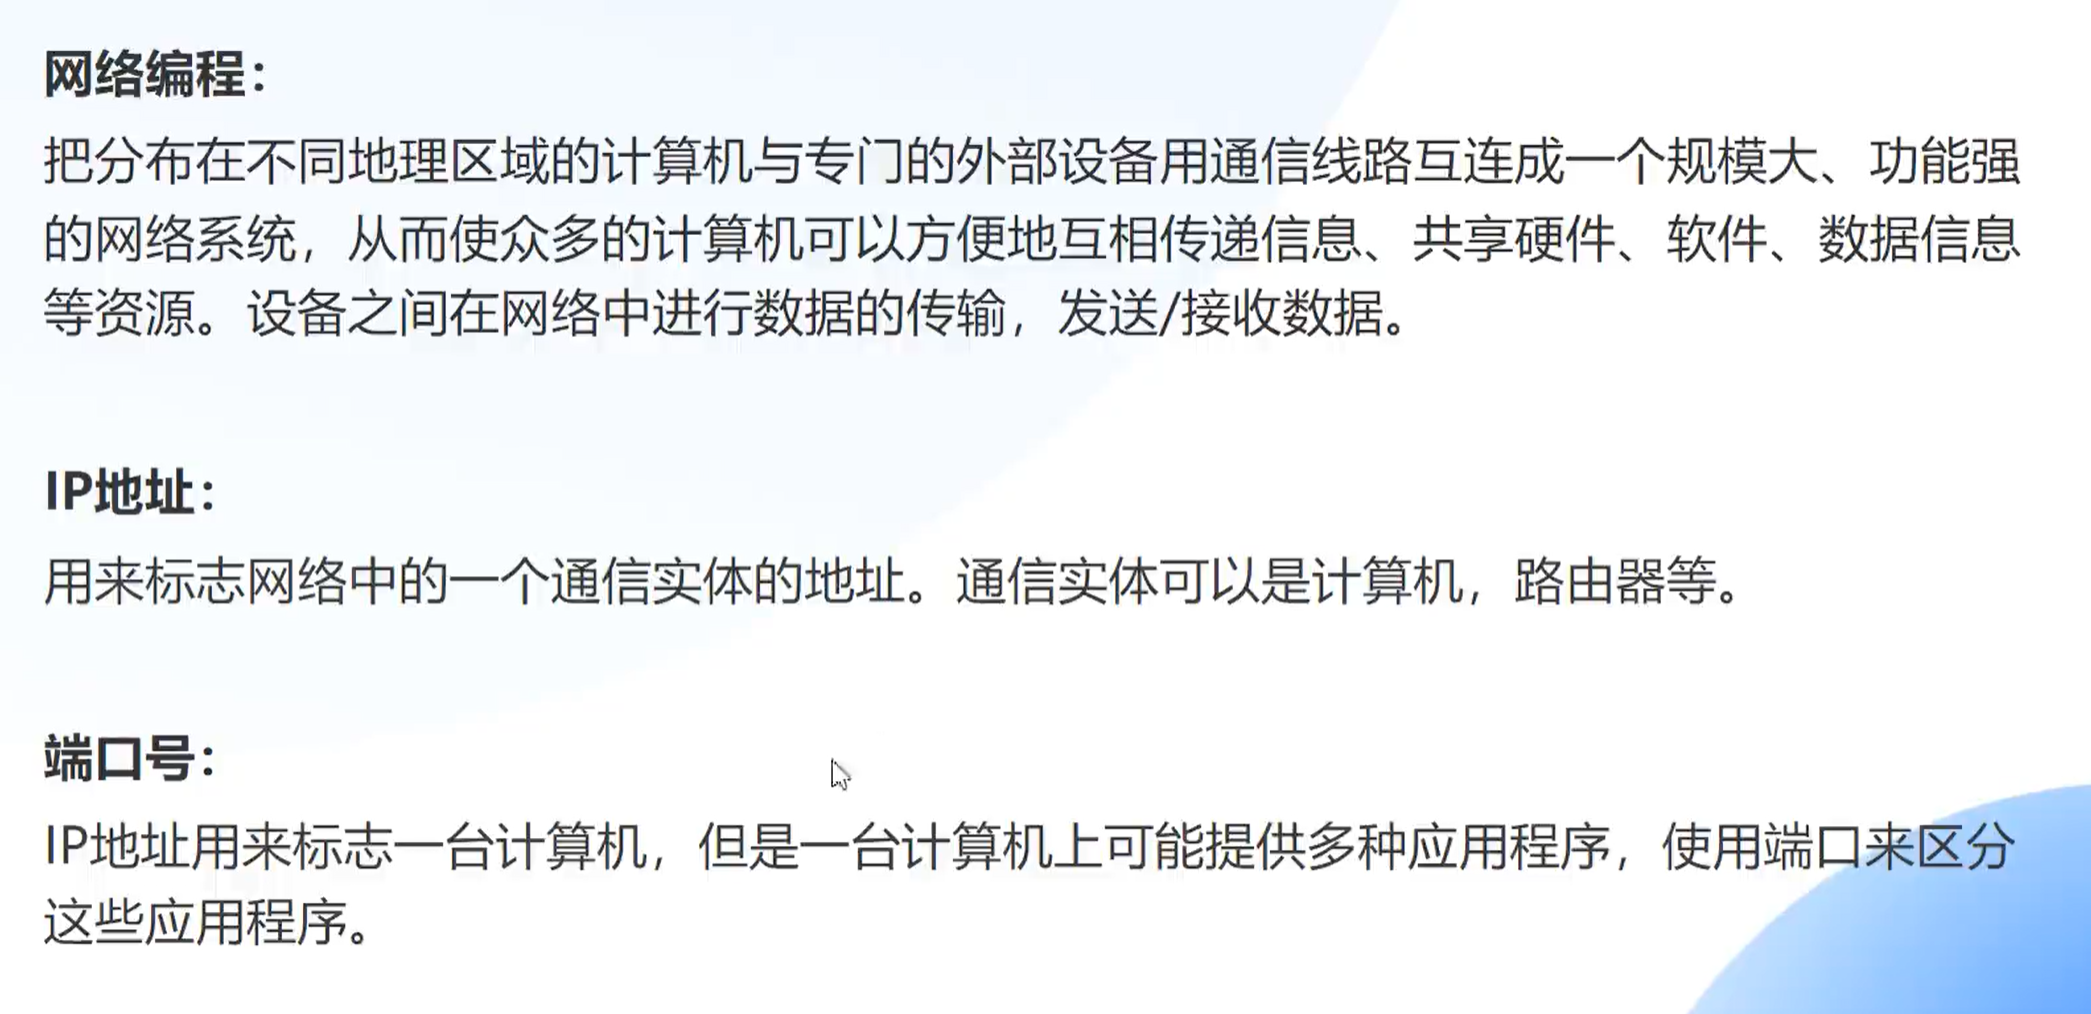 网络编程：
把分布在不同地理区域的计算机与专门的外部设备用通信线路互连成一个规模大、功能强
的网络系统，从而使众多的计算机可以方便地互相传递信息、共享硬件、软件、数据信息
等资源。设备之间在网络中进行数据的传输，发送/接收数据。
IP地址：
用来标志网络中的一个通信实体的地址。通信实体可以是计算机，路由器等。
端口号：
IP地址用来标志一台计算机，但是一台计算机上可能提供多种应用程序，使用端口来区分
这些应用程序。